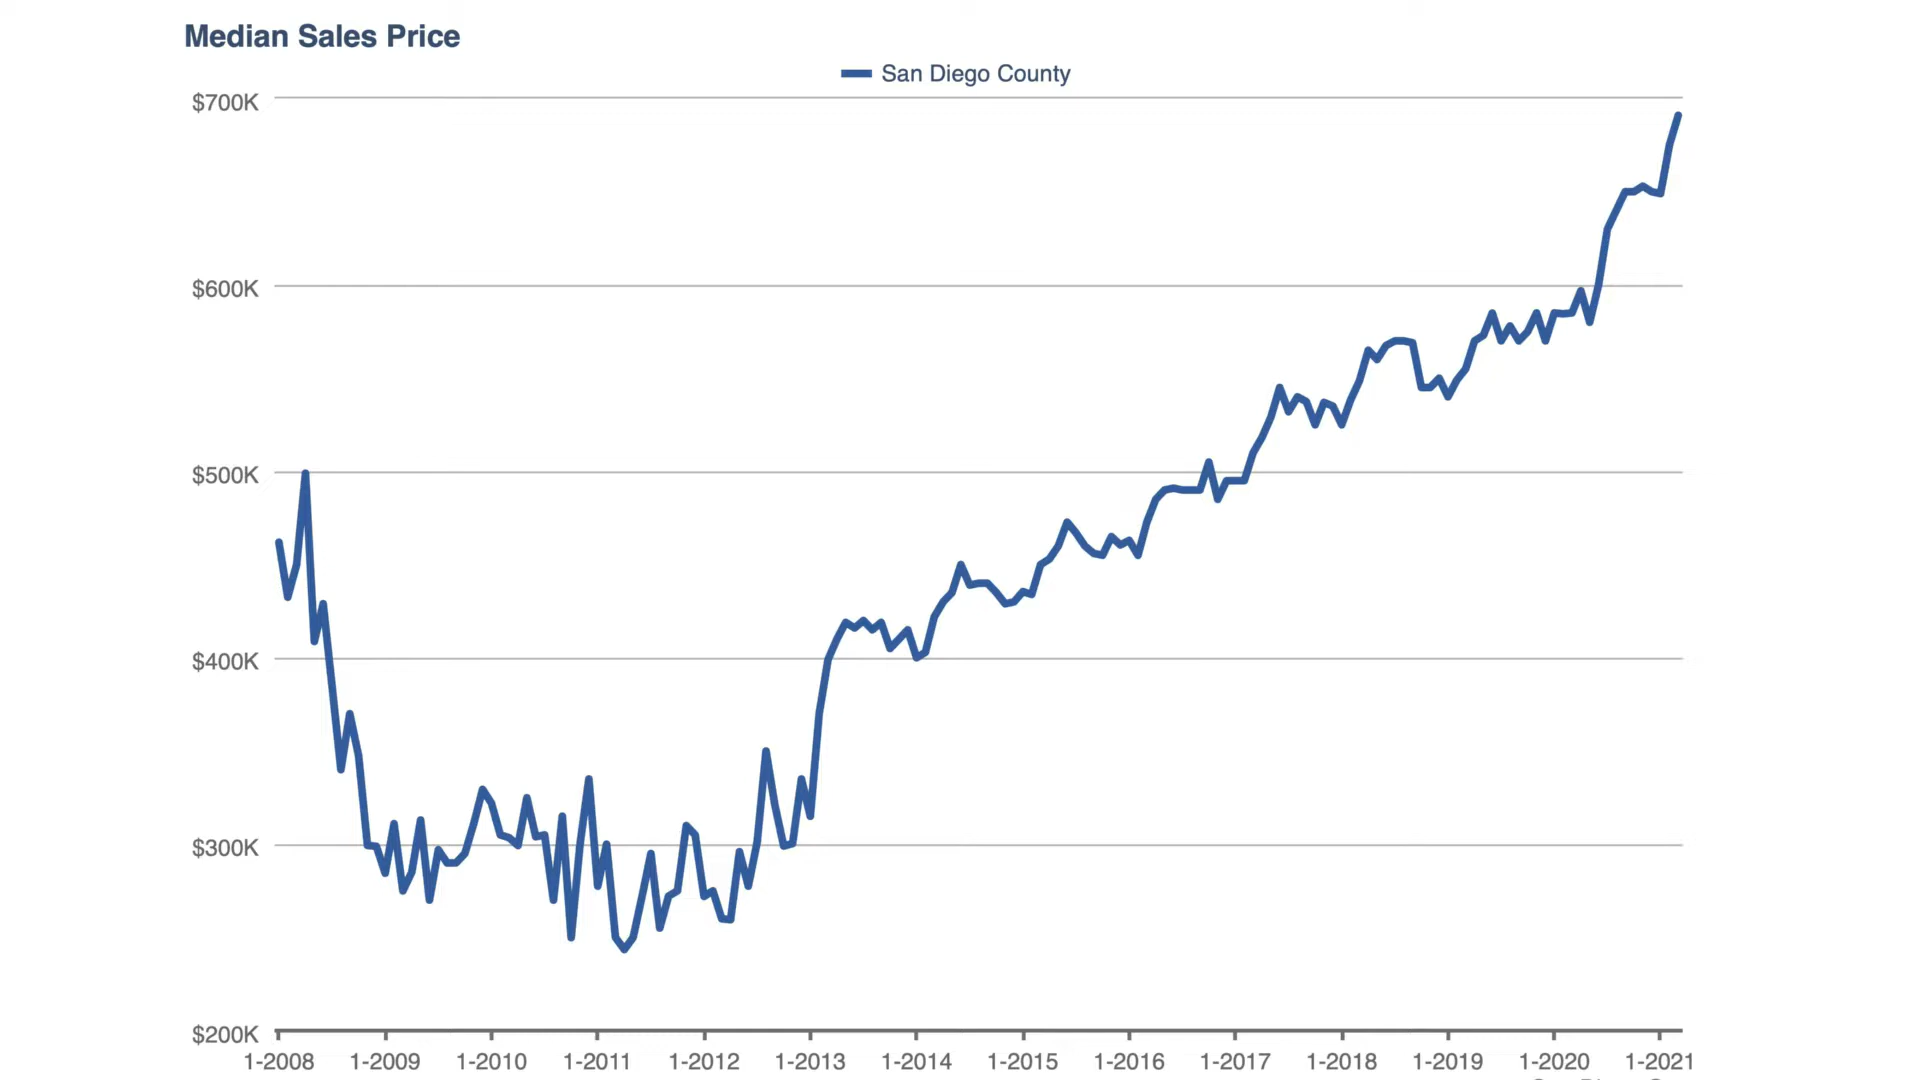 Median Sales Price
San Diego County
$700K
$600K
$500K
$400K
$300K
$200K
1-2008 1-2009 1-2010 1-2011 1-2012 1-2013 1-2014 1-2015 1-2016 1-2017 1-2018 1-2019 1-2020 1-2021